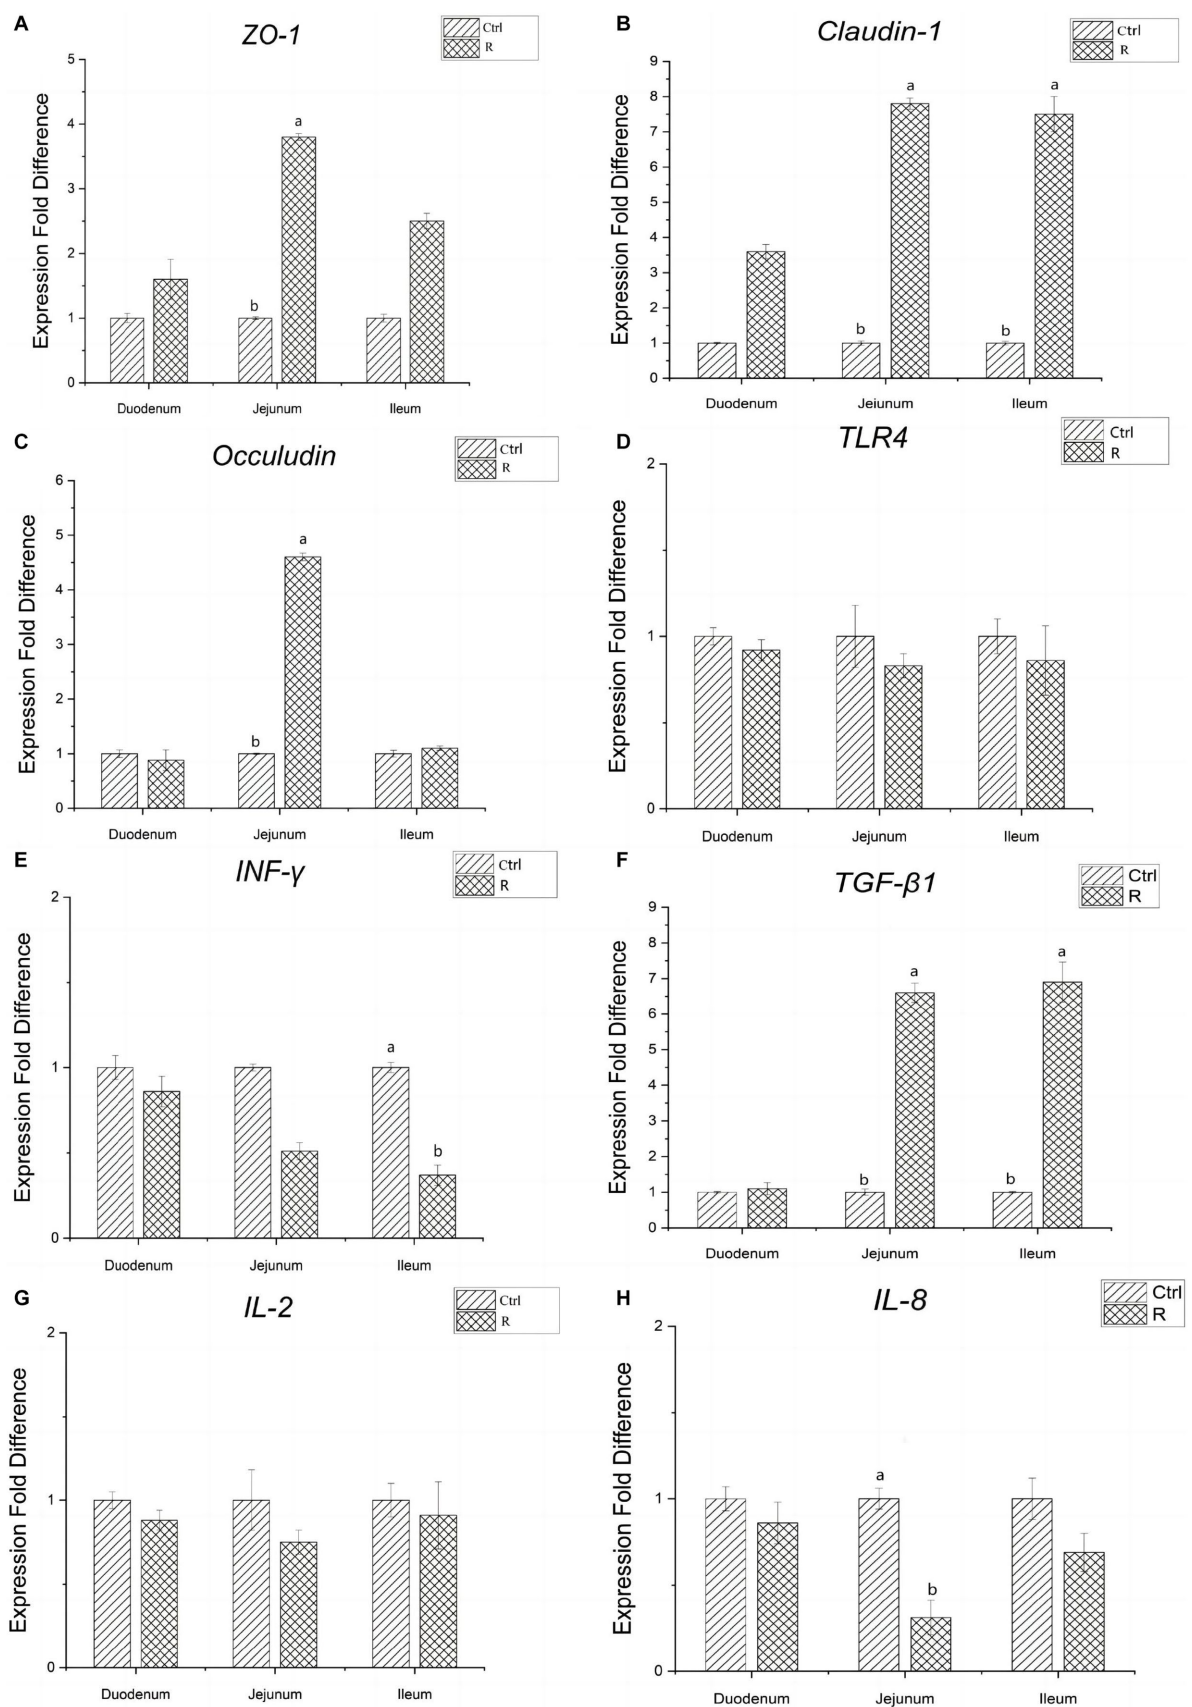 A
ZO-1
Ctrl
R
Expression Fold Difference
5
4
3
2
1
0
a
b
Duodenum Jejunum Ileum
B
Claudin-1
Ctrl
R
Expression Fold Difference
9
8
7
6
5
4
3
2
1
0
a a
b b
Duodenum Jeiunum Ileum
C
Occuludin
Ctrl
R
Expression Fold Difference
6
5
4
3
2
1
0
a
b
Duodenum Jejunum Ileum
D
TLR4
Ctrl
R
Expression Fold Difference
2
1
0
Duodenum Jejunum Ileum
E
INF-γ
Ctrl
R
Expression Fold Difference
2
1
0
a
b
Duodenum Jejunum Ileum
F
TGF-β1
Ctrl
R
Expression Fold Difference
9
8
7
6
5
4
3
2
1
0
a a
b b
Duodenum Jejunum Ileum
G
IL-2
Ctrl
R
Expression Fold Difference
2
1
0
Duodenum Jejunum Ileum
H
IL-8
Ctrl
R
Expression Fold Difference
2
1
0
a
b
Duodenum Jejunum Ileum